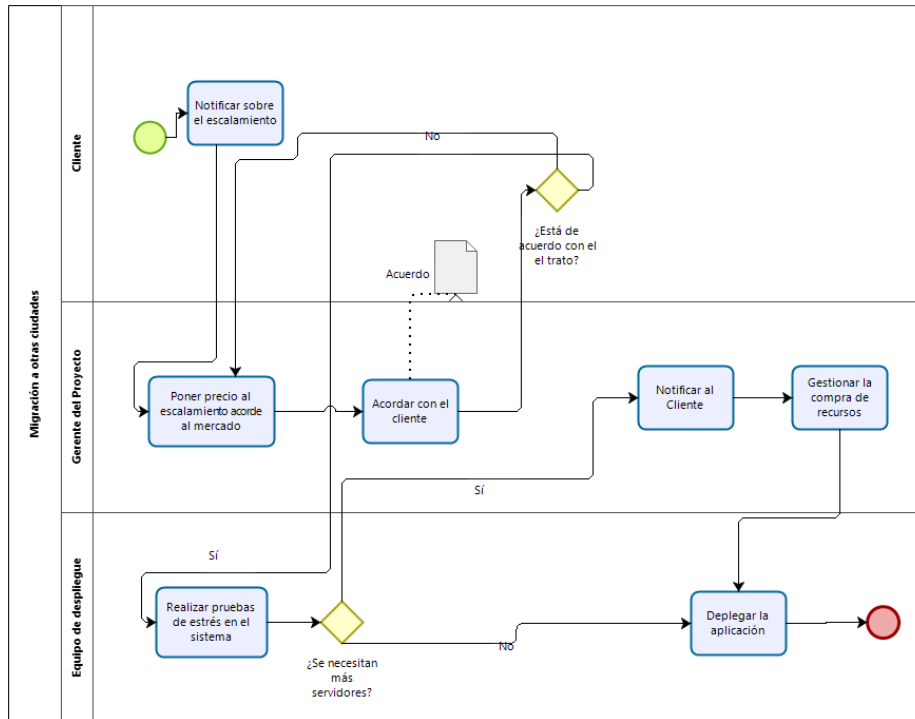 Migración a otras ciudades
Cliente
Notificar sobre
el escalamiento
No
¿Está de
acuerdo con el
el trato?
Acuerdo
Gerente del Proyecto
Poner precio al
escalamiento acorde
al mercado
Acordar con el
cliente
Notificar al
Cliente
Gestionar la
compra de
recursos
Sí
Equipo de despliegue
Sí
Realizar pruebas
de estrés en el
sistema
¿Se necesitan
más
servidores?
No
Deplegar la
aplicación